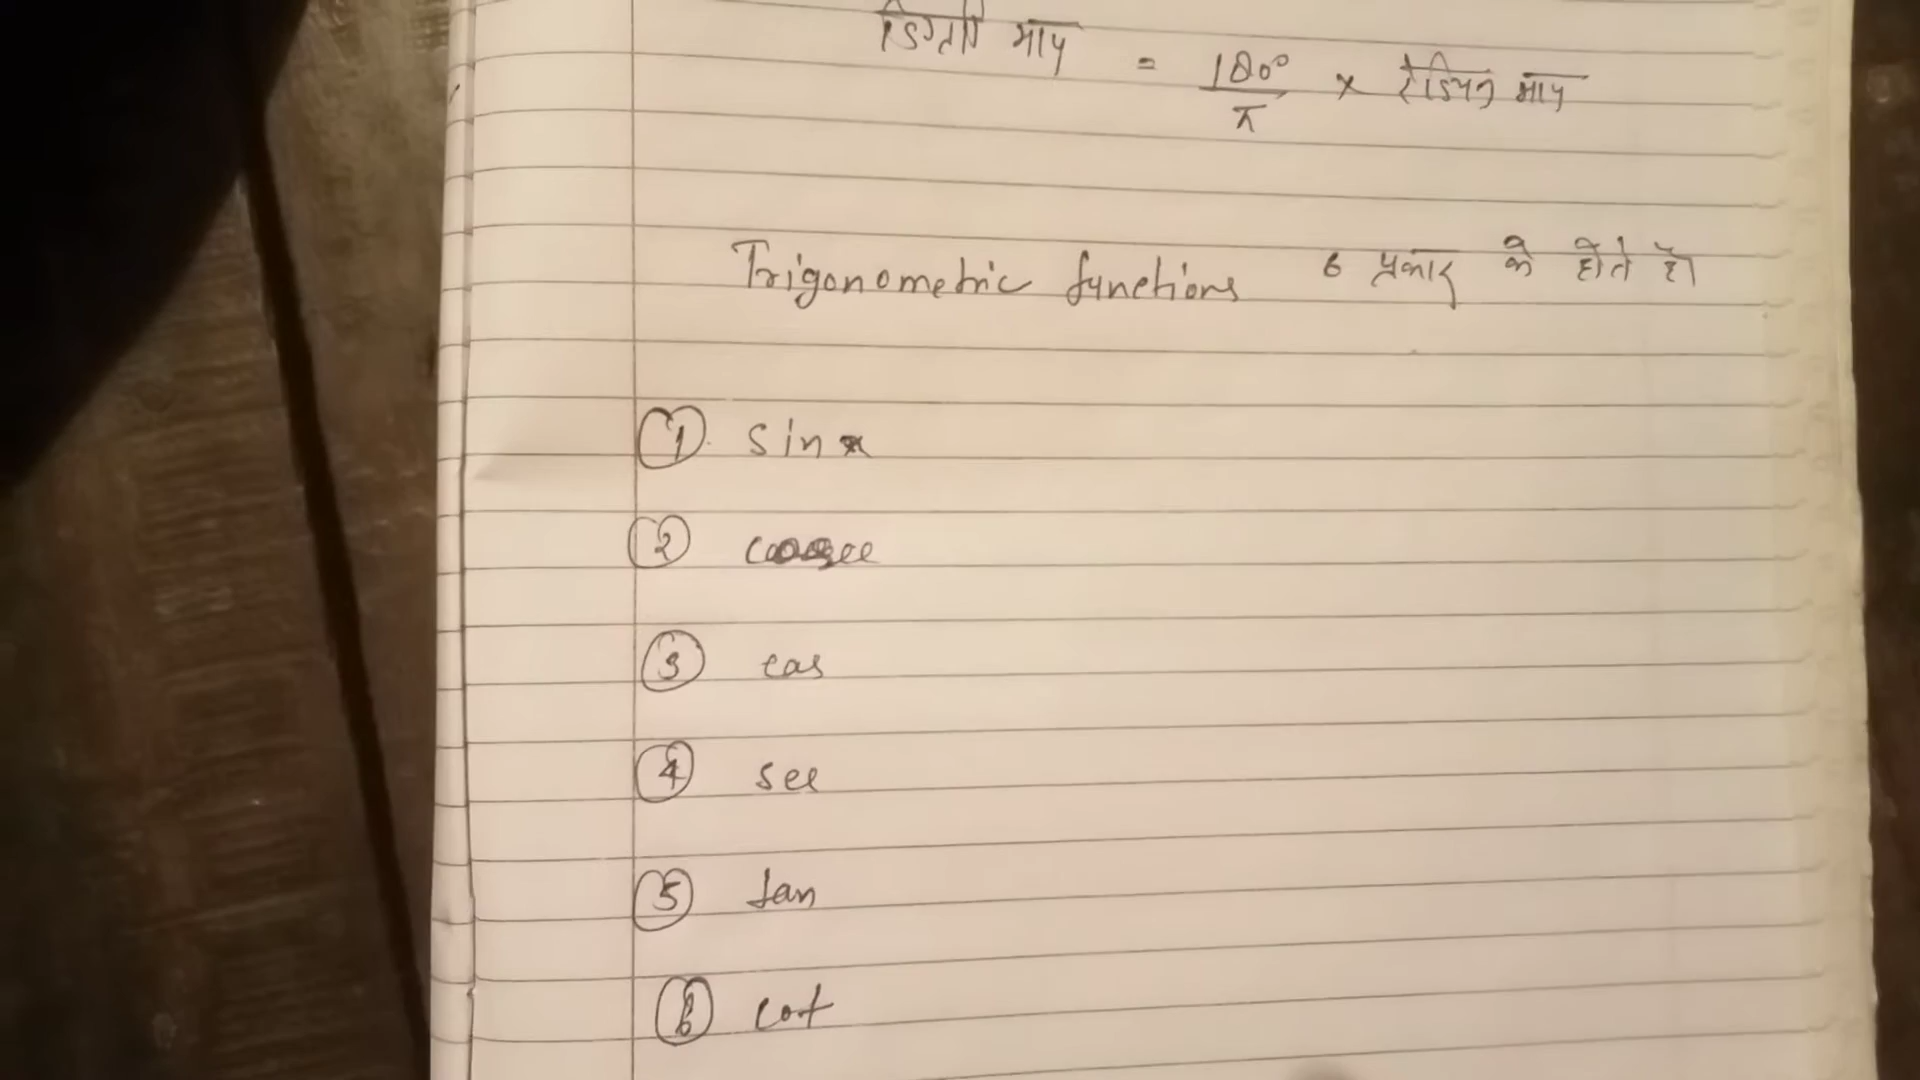 डिग्री माप = 180°/π × रेडियन माप
Trigonometric functions 6 प्रकार के होते है।
① sin x
② cosec
③ cos
④ sec
⑤ tan
⑥ cot